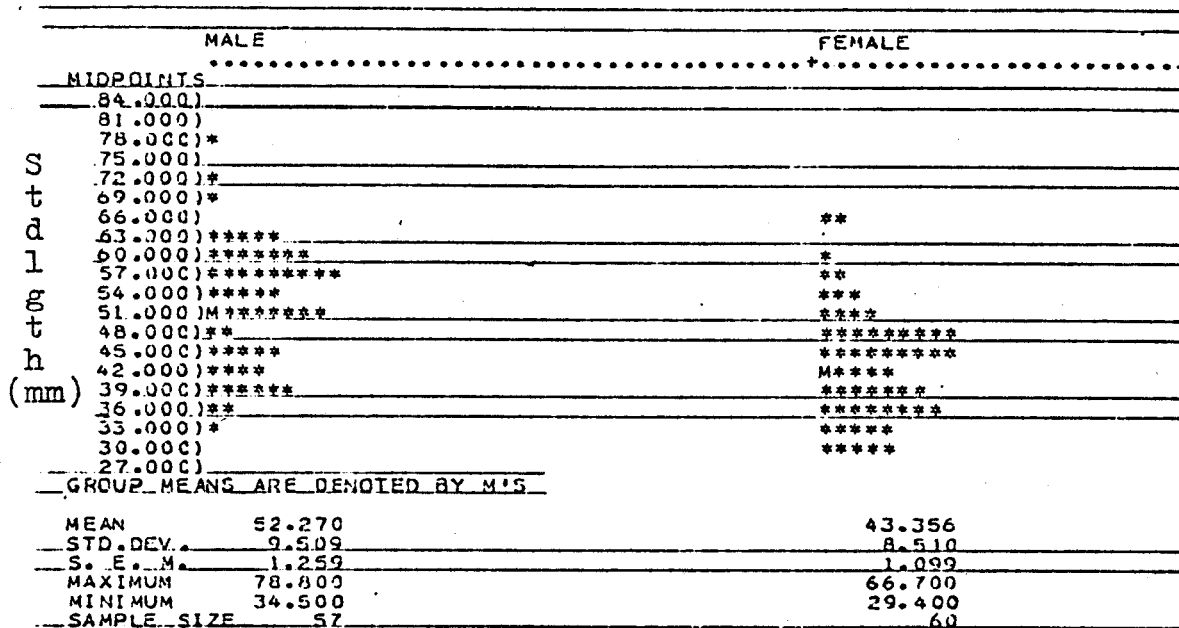 MALE FEMALE
MIDPOINTS
84.000)
81.000)
78.000)*
75.000)
72.000)*
69.000)*
66.000) **
63.000)*****
60.000)******* *
57.000)********* **
54.000)***** ***
51.000)M******* ****
48.000)** *********
45.000)***** *********
42.000)**** M****
39.000)****** *******
36.000)** ********
33.000)* *****
30.000) *****
27.000)
Stdlgth
(mm)
GROUP MEANS ARE DENOTED BY M'S
MEAN 52.270 43.356
STD.DEV. 9.509 8.510
S. E. M. 1.259 1.099
MAXIMUM 78.800 66.700
MINIMUM 34.500 29.400
SAMPLE SIZE 57 60